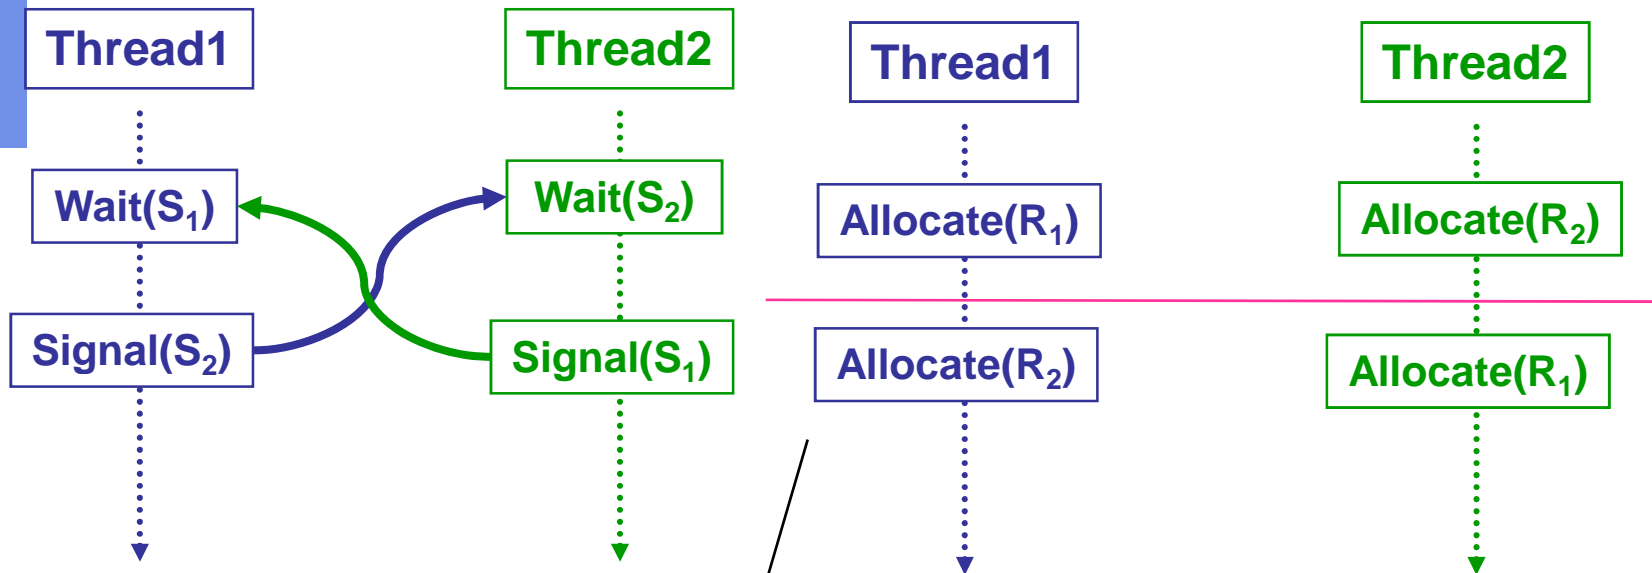 Thread1
Wait(S₁)
Signal(S₂)
Thread2
Wait(S₂)
Signal(S₁)
Thread1
Allocate(R₁)
Allocate(R₂)
Thread2
Allocate(R₂)
Allocate(R₁)